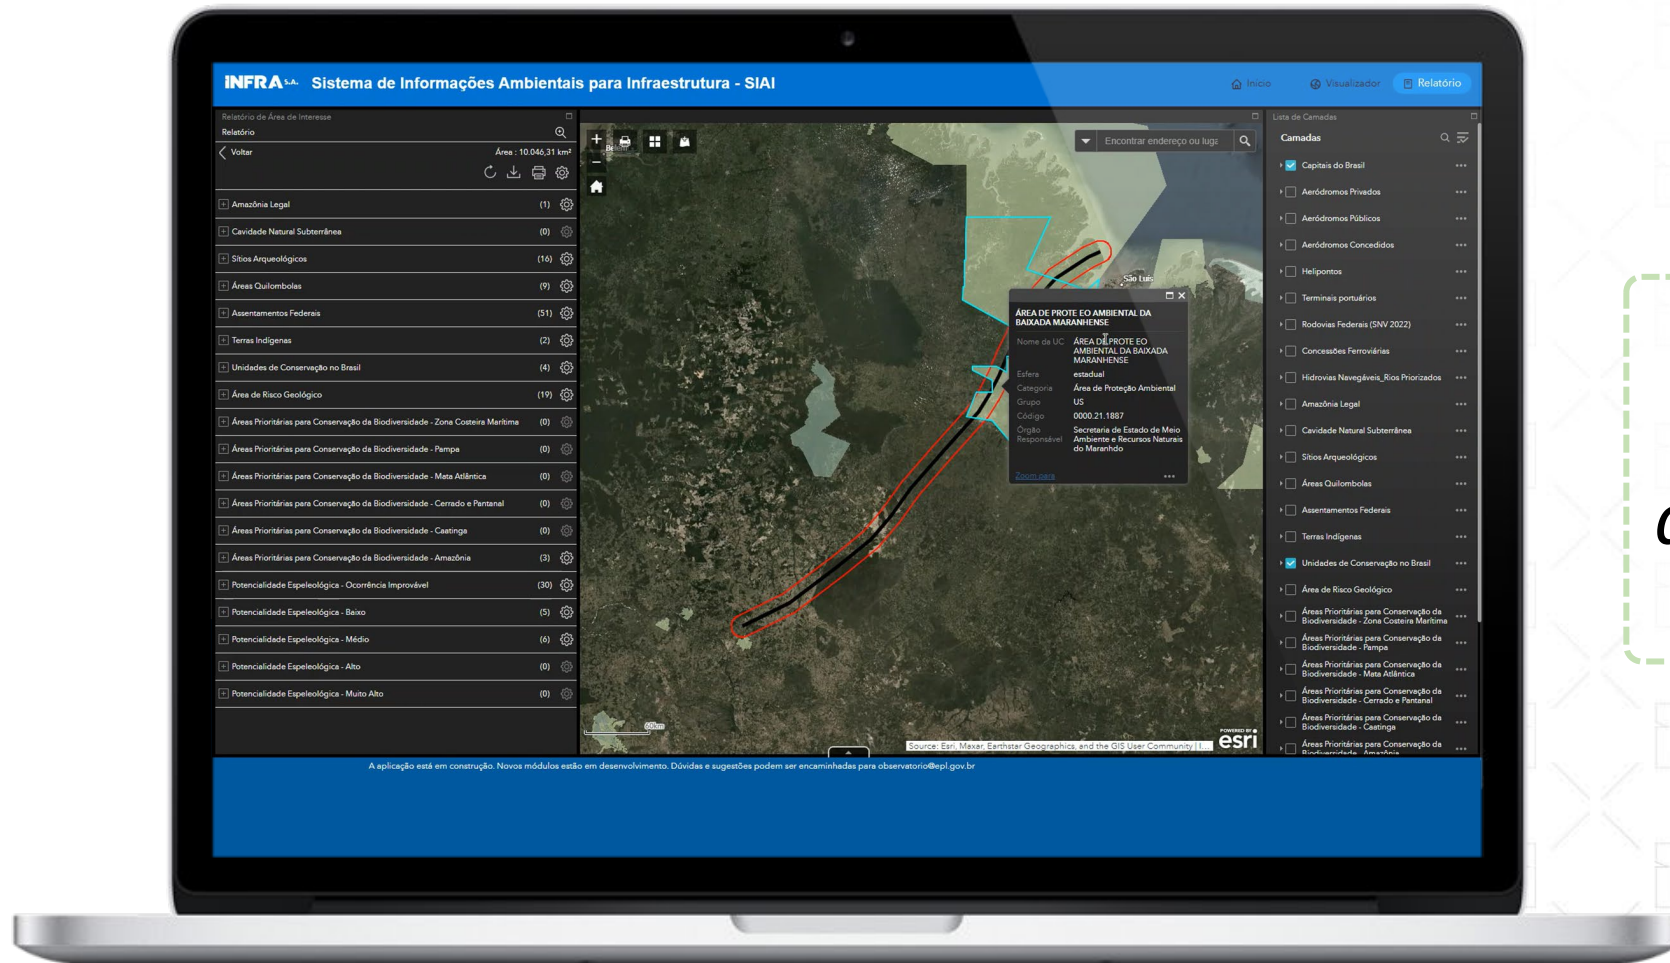 INFRA S.A. Sistema de Informações Ambientais para Infraestrutura - SIAI
Início
Visualizador
Relatório
Relatório de Área de Interesse
Relatório
Voltar
Área : 10.046,31 km²
Amazônia Legal (1)
Cavidade Natural Subterrânea (0)
Sítios Arqueológicos (16)
Áreas Quilombolas (9)
Assentamentos Federais (51)
Terras Indígenas (2)
Unidades de Conservação no Brasil (4)
Área de Risco Geológico (19)
Áreas Prioritárias para Conservação da Biodiversidade - Zona Costeira Marítima (0)
Áreas Prioritárias para Conservação da Biodiversidade - Pampa (0)
Áreas Prioritárias para Conservação da Biodiversidade - Mata Atlântica (0)
Áreas Prioritárias para Conservação da Biodiversidade - Cerrado e Pantanal (0)
Áreas Prioritárias para Conservação da Biodiversidade - Caatinga (0)
Áreas Prioritárias para Conservação da Biodiversidade - Amazônia (3)
Potencialidade Espeleológica - Ocorrência Improvável (30)
Potencialidade Espeleológica - Baixo (5)
Potencialidade Espeleológica - Médio (6)
Potencialidade Espeleológica - Alto (0)
Potencialidade Espeleológica - Muito Alto (0)
Belém
Encontrar endereço ou luga
São Luís
ÁREA DE PROTE EO AMBIENTAL DA
BAIXADA MARANHENSE
Nome da UC ÁREA DE PROTE EO
AMBIENTAL DA BAIXADA
MARANHENSE
Esfera estadual
Categoria Área de Proteção Ambiental
Grupo US
Código 0000.21.1887
Órgão Secretaria de Estado de Meio
Responsável Ambiente e Recursos Naturais
do Maranhdo
Zoom para
60km
Source: Esri, Maxar, Earthstar Geographics, and the GIS User Community | I...
POWERED BY
esri
Lista de Camadas
Camadas
Capitais do Brasil
Aeródromos Privados
Aeródromos Públicos
Aeródromos Concedidos
Helipontos
Terminais portuários
Rodovias Federais (SNV 2022)
Concessões Ferroviárias
Hidrovias Navegáveis_Rios Priorizados
Amazônia Legal
Cavidade Natural Subterrânea
Sítios Arqueológicos
Áreas Quilombolas
Assentamentos Federais
Terras Indígenas
Unidades de Conservação no Brasil
Área de Risco Geológico
Áreas Prioritárias para Conservação da
Biodiversidade - Zona Costeira Marítima
Áreas Prioritárias para Conservação da
Biodiversidade - Pampa
Áreas Prioritárias para Conservação da
Biodiversidade - Mata Atlântica
Áreas Prioritárias para Conservação da
Biodiversidade - Cerrado e Pantanal
Áreas Prioritárias para Conservação da
Biodiversidade - Caatinga
Áreas Prioritárias para Conservação da
Biodiversidade - Amazônia
A aplicação está em construção. Novos módulos estão em desenvolvimento. Dúvidas e sugestões podem ser encaminhadas para observatorio@epl.gov.br